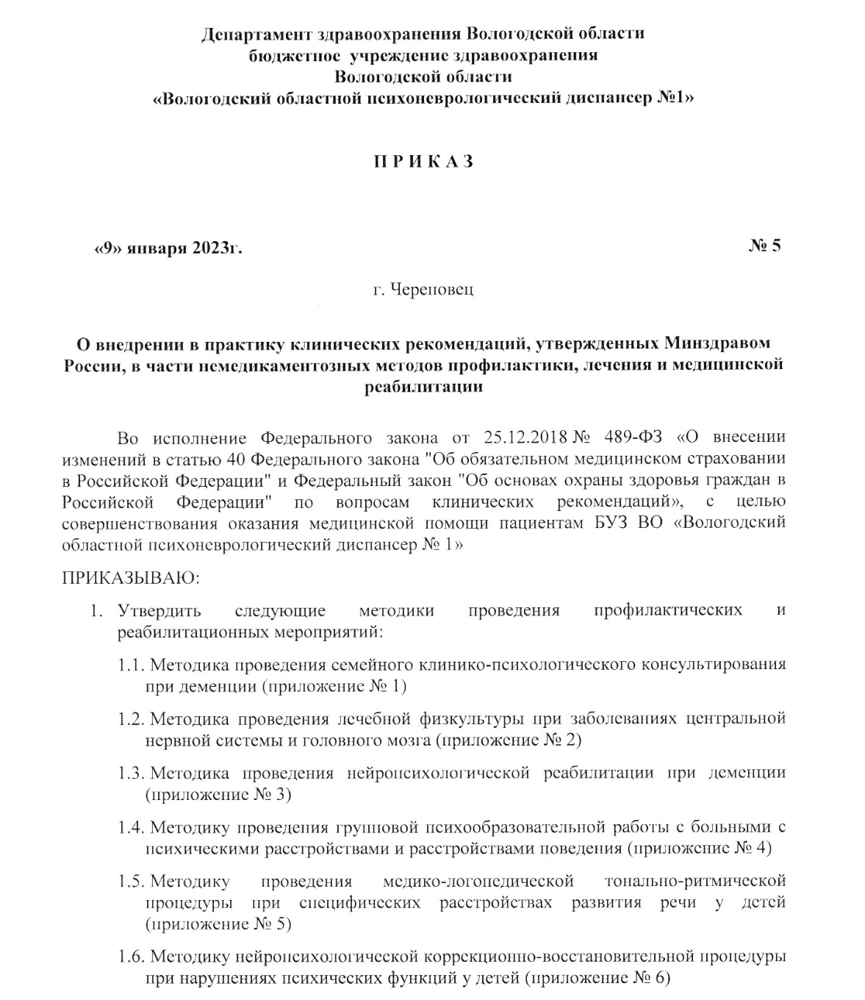 Департамент здравоохранения Вологодской области
бюджетное учреждение здравоохранения
Вологодской области
«Вологодский областной психоневрологический диспансер №1»
П Р И К А З
«9» января 2023г.
№ 5
г. Череповец
О внедрении в практику клинических рекомендаций, утвержденных Минздравом
России, в части немедикаментозных методов профилактики, лечения и медицинской
реабилитации
Во исполнение Федерального закона от 25.12.2018 № 489-ФЗ «О внесении
изменений в статью 40 Федерального закона "Об обязательном медицинском страховании
в Российской Федерации" и Федеральный закон "Об основах охраны здоровья граждан в
Российской Федерации" по вопросам клинических рекомендаций», с целью
совершенствования оказания медицинской помощи пациентам БУЗ ВО «Вологодский
областной психоневрологический диспансер № 1»
ПРИКАЗЫВАЮ:
1. Утвердить следующие методики проведения профилактических и
реабилитационных мероприятий:
1.1. Методика проведения семейного клинико-психологического консультирования
при деменции (приложение № 1)
1.2. Методика проведения лечебной физкультуры при заболеваниях центральной
нервной системы и головного мозга (приложение № 2)
1.3. Методика проведения нейропсихологической реабилитации при деменции
(приложение № 3)
1.4. Методику проведения групповой психообразовательной работы с больными с
психическими расстройствами и расстройствами поведения (приложение № 4)
1.5. Методику проведения медико-логопедической тонально-ритмической
процедуры при специфических расстройствах развития речи у детей
(приложение № 5)
1.6. Методику нейропсихологической коррекционно-восстановительной процедуры
при нарушениях психических функций у детей (приложение № 6)